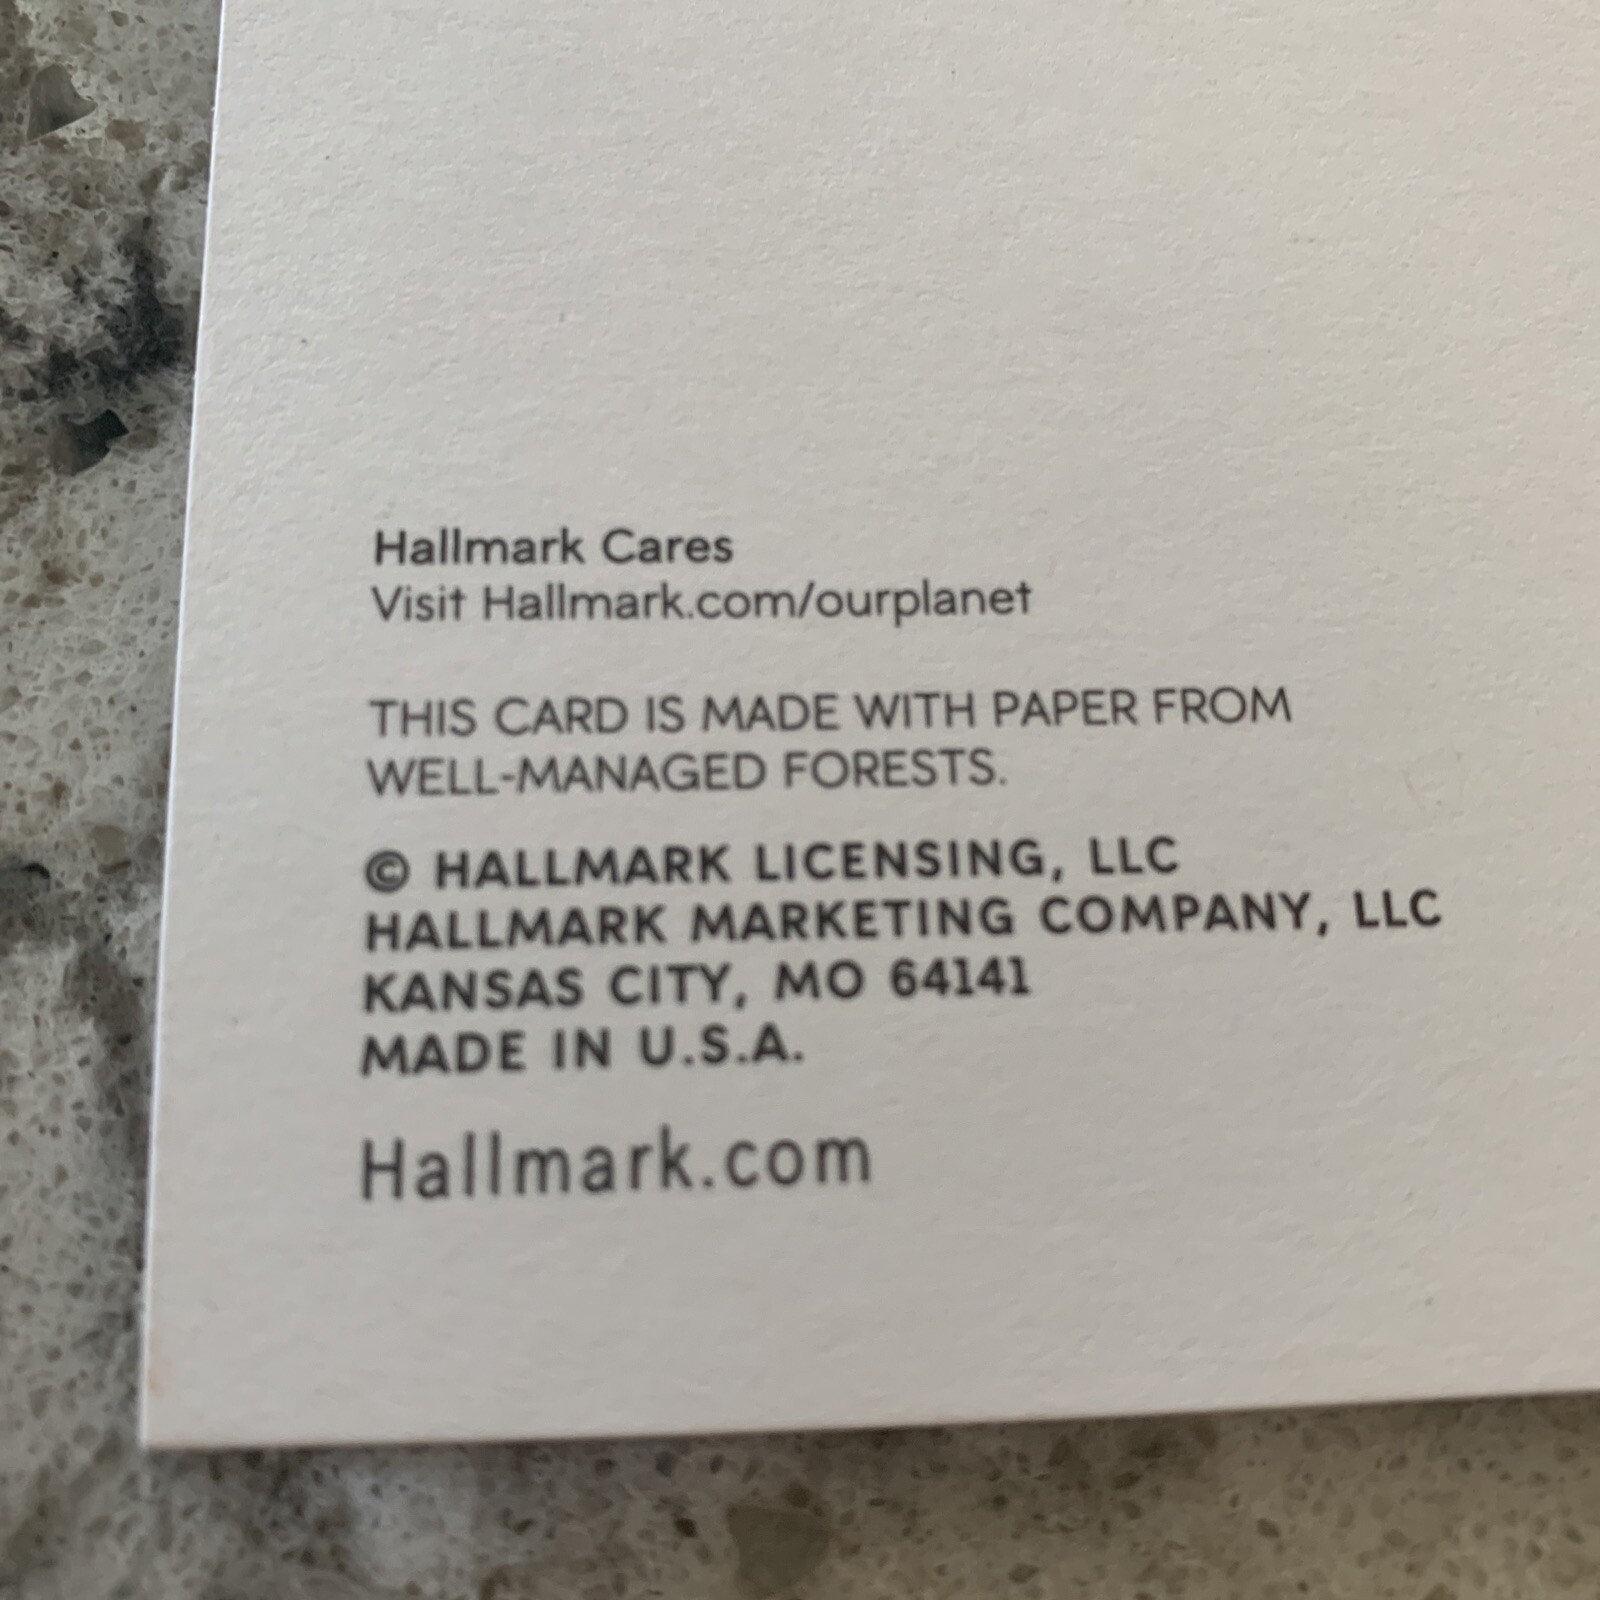 Hallmark Cares
Visit Hallmark.com/ourplanet
THIS CARD IS MADE WITH PAPER FROM
WELL-MANAGED FORESTS.
© HALLMARK LICENSING, LLC
HALLMARK MARKETING COMPANY, LLC
KANSAS CITY, MO 64141
MADE IN U.S.A.
Hallmark.com